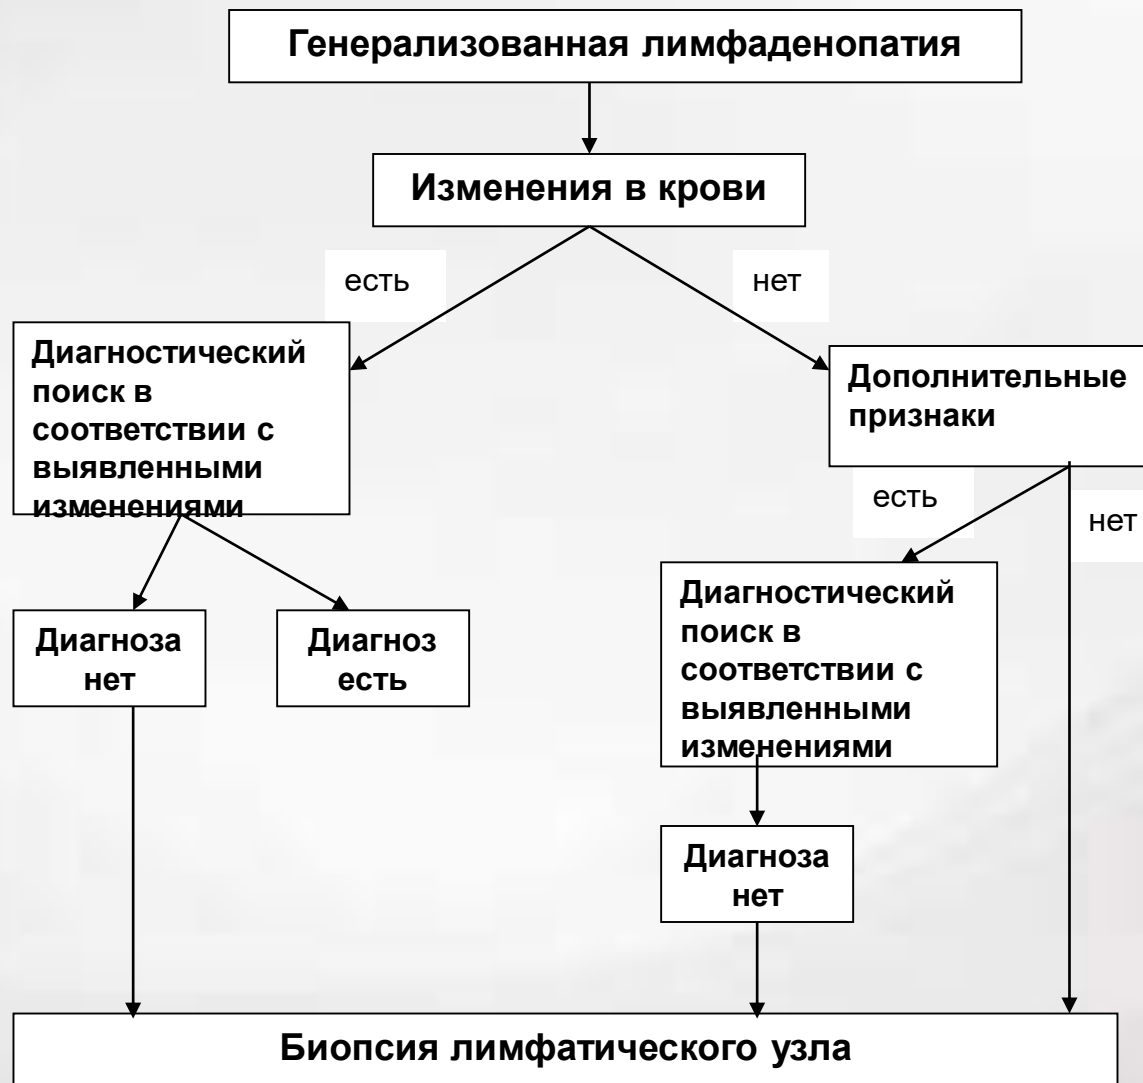 Генерализованная лимфаденопатия
Изменения в крови
есть
нет
Диагностический
поиск в
соответствии с
выявленными
изменениями
Дополнительные
признаки
есть
нет
Диагноза
нет
Диагноз
есть
Диагностический
поиск в
соответствии с
выявленными
изменениями
Диагноза
нет
Биопсия лимфатического узла